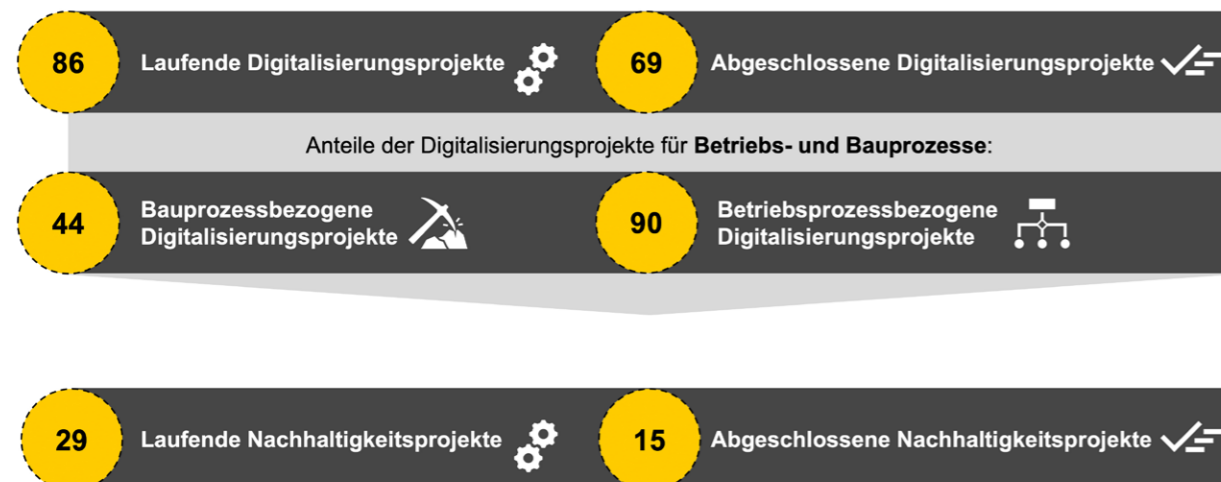 86 Laufende Digitalisierungsprojekte 69 Abgeschlossene Digitalisierungsprojekte
Anteile der Digitalisierungsprojekte für Betriebs- und Bauprozesse:
44 Bauprozessbezogene
Digitalisierungsprojekte
90 Betriebsprozessbezogene
Digitalisierungsprojekte
29 Laufende Nachhaltigkeitsprojekte 15 Abgeschlossene Nachhaltigkeitsprojekte